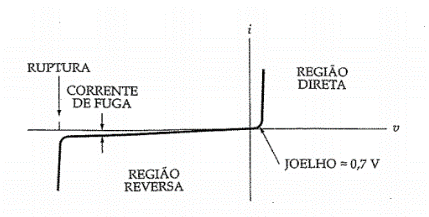 i
RUPTURA
REGIÃO
DIRETA
CORRENTE
DE FUGA
v
JOELHO ≈ 0,7 V
REGIÃO
REVERSA